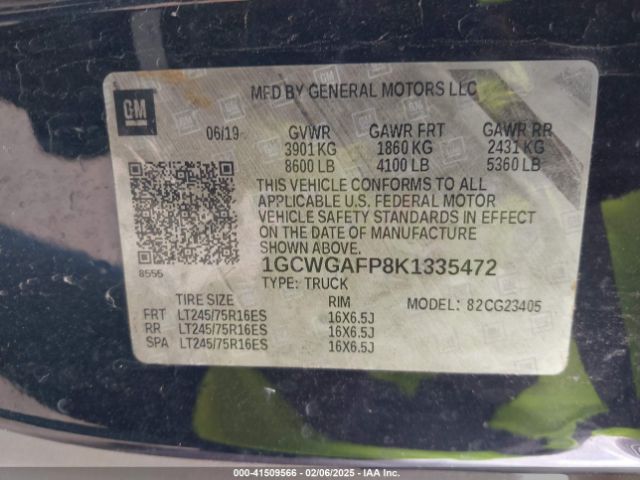 GM
MFD BY GENERAL MOTORS LLC
06/19 GVWR GAWR FRT GAWR RR
3901 KG 1860 KG 2431 KG
8600 LB 4100 LB 5360 LB
THIS VEHICLE CONFORMS TO ALL
APPLICABLE U.S. FEDERAL MOTOR
VEHICLE SAFETY STANDARDS IN EFFECT
ON THE DATE OF MANUFACTURE
SHOWN ABOVE.
8555
1GCWGAFP8K1335472
TYPE: TRUCK
TIRE SIZE RIM MODEL: 82CG23405
FRT LT245/75R16ES 16X6.5J
RR LT245/75R16ES 16X6.5J
SPA LT245/75R16ES 16X6.5J
000-41509566 - 02/06/2025 - IAAI.COM